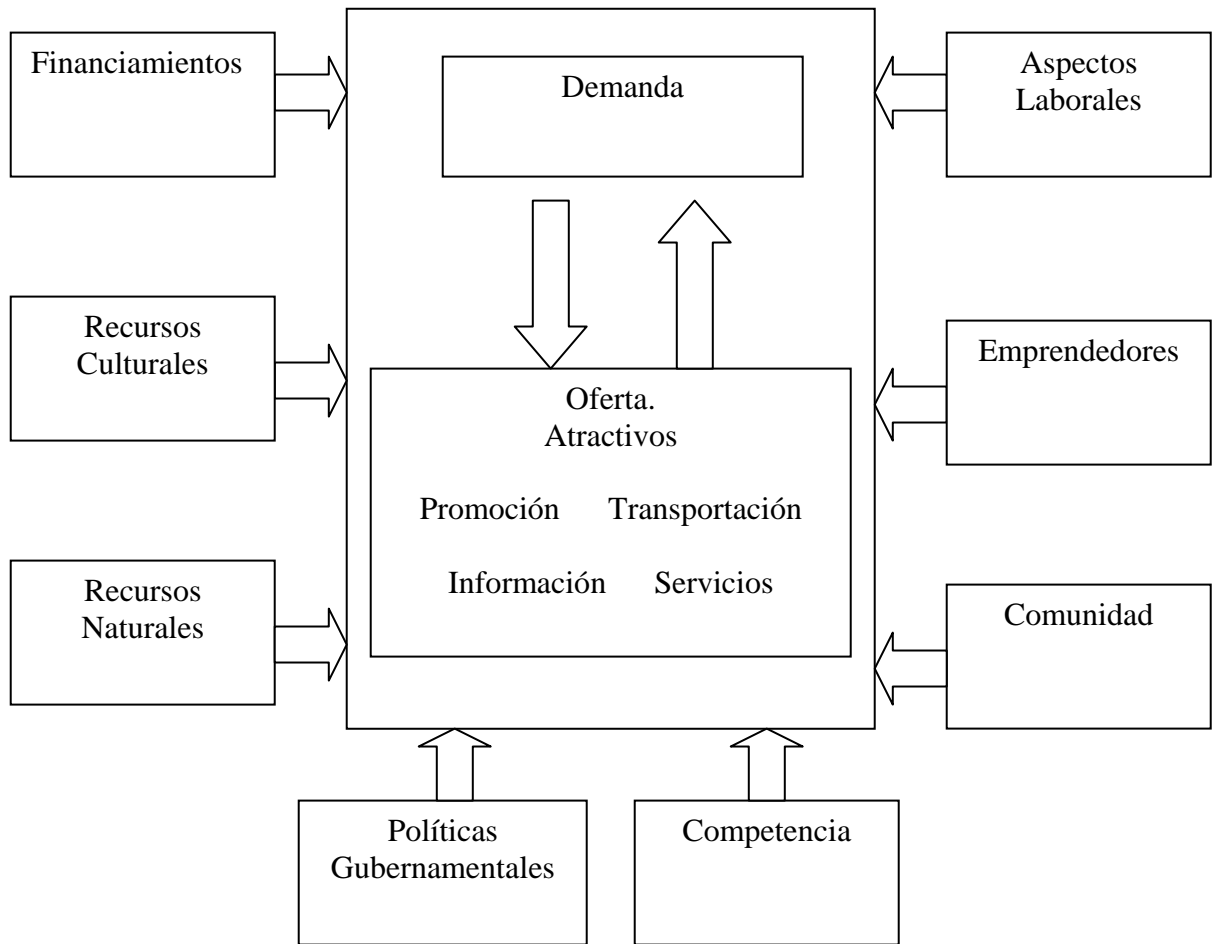 Financiamientos
Demanda
Aspectos
Laborales
Recursos
Culturales
Emprendedores
Oferta.
Atractivos
Promoción Transportación
Información Servicios
Recursos
Naturales
Comunidad
Políticas
Gubernamentales
Competencia